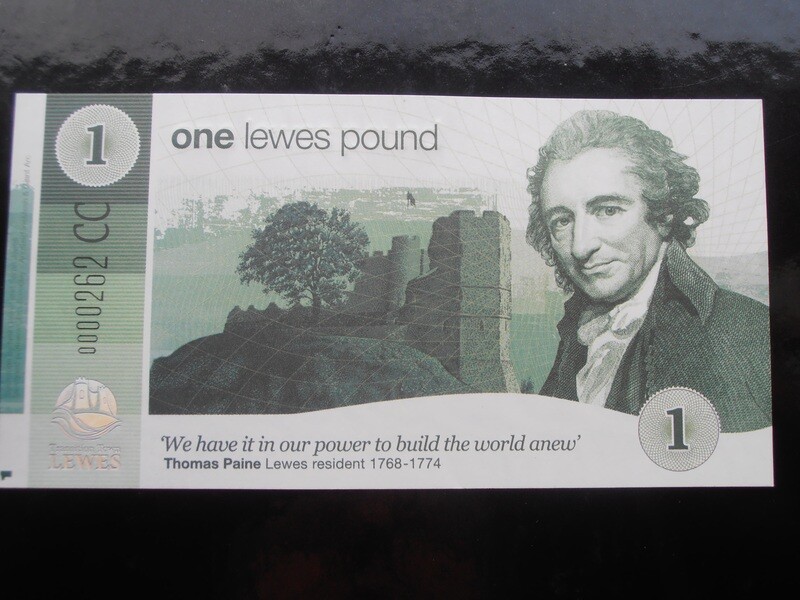 1
one lewes pound
0000262 CC
LEWES
'We have it in our power to build the world anew'
Thomas Paine Lewes resident 1768-1774
1